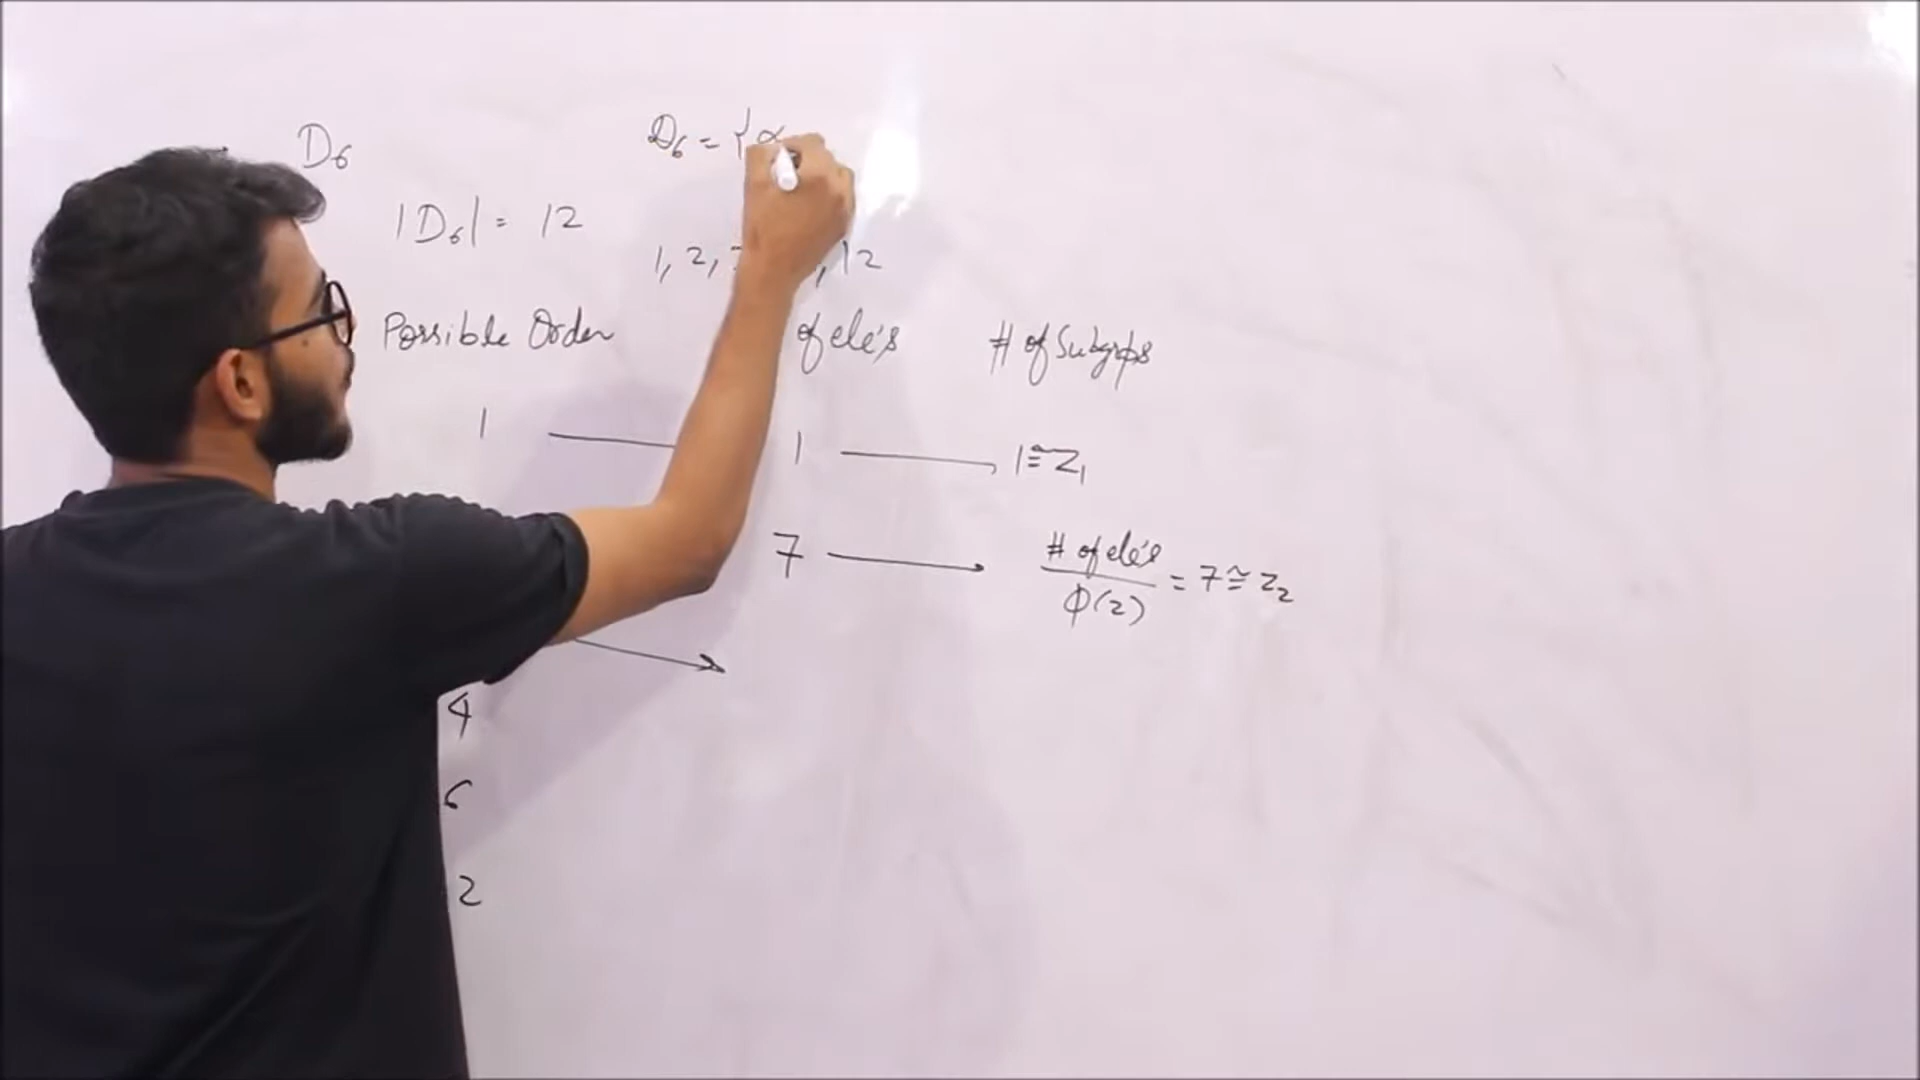 D₆
D₆ = { α
|D₆| = 12
1, 2, , 12
Possible Order of ele's # of Subgrps
1 1 1 ≅ Z₁
7 # of ele's / ϕ(2) = 7 ≅ Z₂
4
6
2